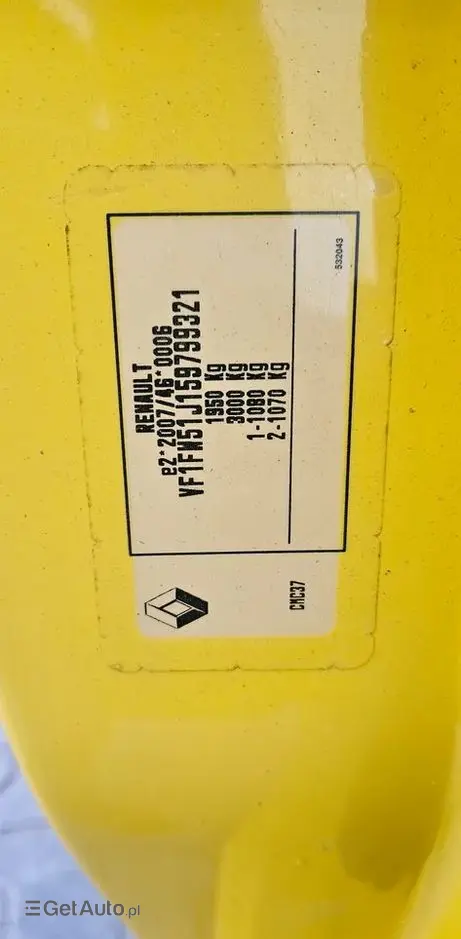 RENAULT
e2*2007/46*0006
VF1FW51J159799321
1950 Kg
3000 Kg
1-1080 Kg
2-1070 Kg
532043
CMC37
GetAuto.pl